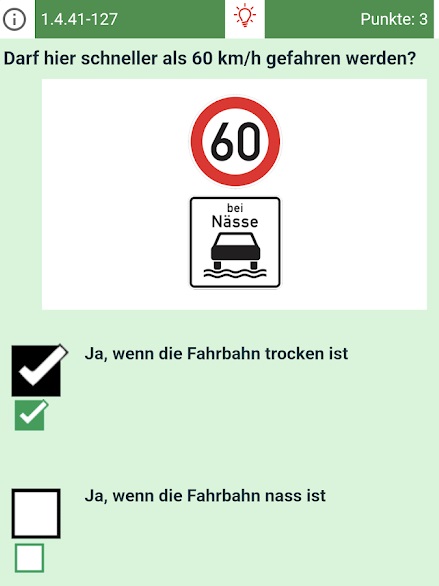 1.4.41-127
Punkte: 3
Darf hier schneller als 60 km/h gefahren werden?
60
bei
Nässe
Ja, wenn die Fahrbahn trocken ist
Ja, wenn die Fahrbahn nass ist